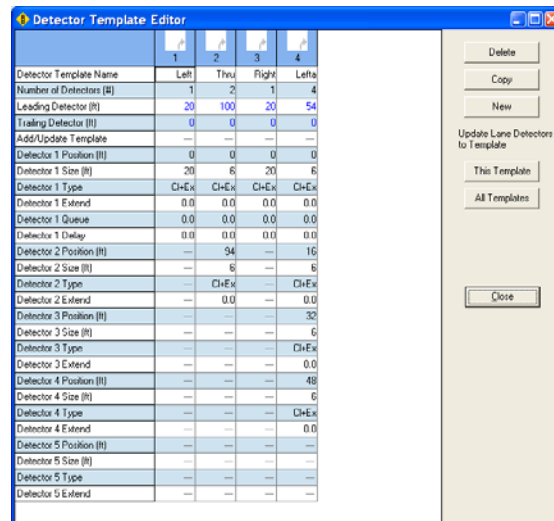 Detector Template Editor
1 2 3 4
Detector Template Name Left Thru Right Lefta
Number of Detectors (#) 1 2 1 4
Leading Detector (ft) 20 100 20 54
Trailing Detector (ft) 0 0 0 0
Add/Update Template — — — —
Detector 1 Position (ft) 0 0 0 0
Detector 1 Size (ft) 20 6 20 6
Detector 1 Type Cl+Ex Cl+Ex Cl+Ex Cl+Ex
Detector 1 Extend 0.0 0.0 0.0 0.0
Detector 1 Queue 0.0 0.0 0.0 0.0
Detector 1 Delay 0.0 0.0 0.0 0.0
Detector 2 Position (ft) — 94 — 16
Detector 2 Size (ft) — 6 — 6
Detector 2 Type — Cl+Ex — Cl+Ex
Detector 2 Extend — 0.0 — 0.0
Detector 3 Position (ft) — — — 32
Detector 3 Size (ft) — — — 6
Detector 3 Type — — — Cl+Ex
Detector 3 Extend — — — 0.0
Detector 4 Position (ft) — — — 48
Detector 4 Size (ft) — — — 6
Detector 4 Type — — — Cl+Ex
Detector 4 Extend — — — 0.0
Detector 5 Position (ft) — — — —
Detector 5 Size (ft) — — — —
Detector 5 Type — — — —
Detector 5 Extend — — — —
Delete
Copy
New
Update Lane Detectors
to Template
This Template
All Templates
Close